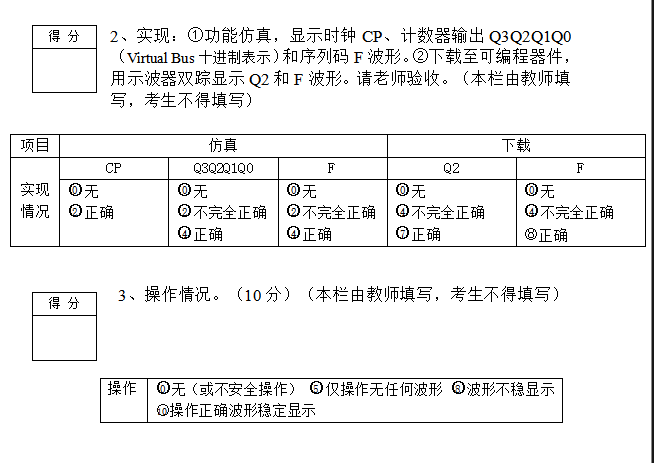 得 分
2、实现：①功能仿真，显示时钟 CP、计数器输出 Q3Q2Q1Q0
（Virtual Bus 十进制表示）和序列码 F 波形。②下载至可编程器件，
用示波器双踪显示 Q2 和 F 波形。请老师验收。（本栏由教师填
写，考生不得填写）
项目 仿真 下载
CP Q3Q2Q1Q0 F Q2 F
实现
情况
⓪无 ⓪无 ⓪无 ⓪无 ⓪无
②正确 ②不完全正确 ②不完全正确 ④不完全正确 ④不完全正确
④正确 ④正确 ⑦正确 ⑧正确
得 分
3、操作情况。（10 分）（本栏由教师填写，考生不得填写）
操作 ⓪无（或不安全操作） ⑤仅操作无任何波形 ⑧波形不稳显示
⑩操作正确波形稳定显示